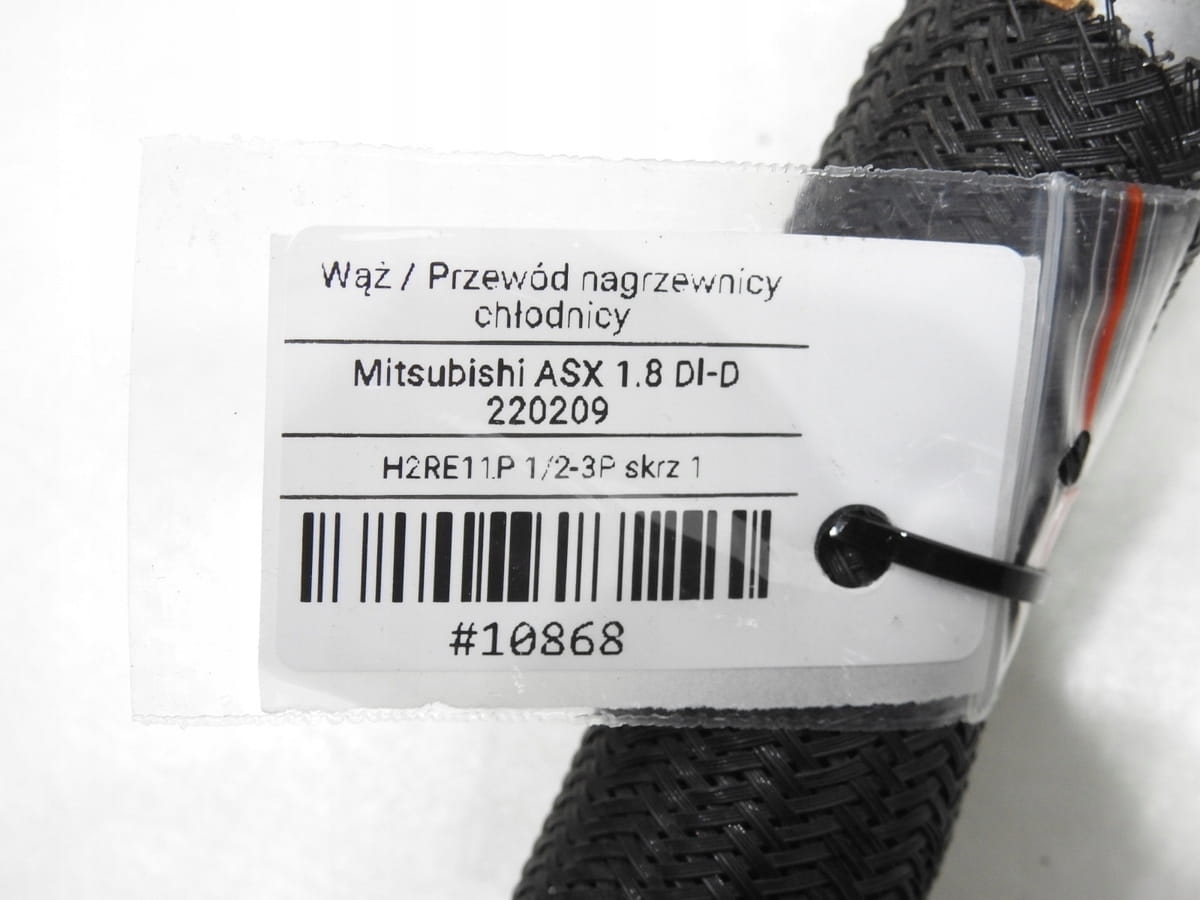 Wąż / Przewód nagrzewnicy
chłodnicy
Mitsubishi ASX 1.8 DI-D
220209
H2RE11.P 1/2-3P skrz 1
#10868